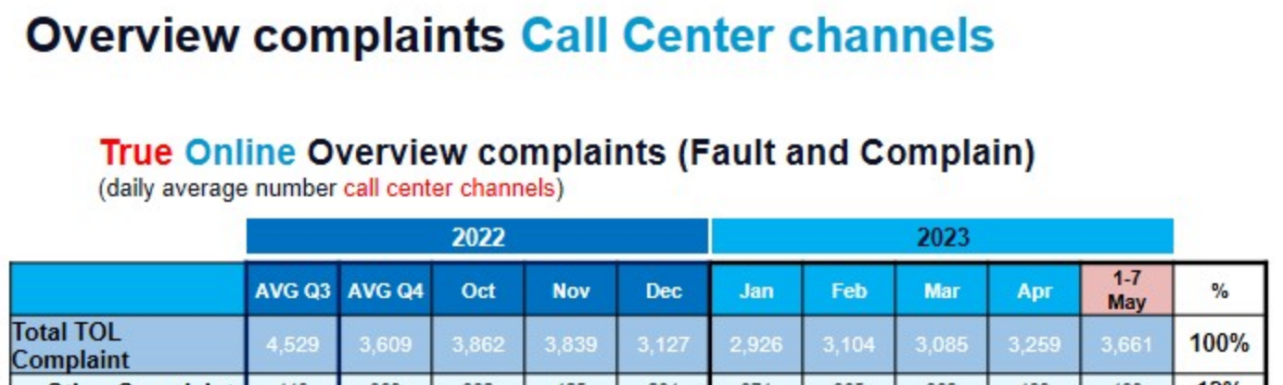 Overview complaints Call Center channels
True Online Overview complaints (Fault and Complain)
(daily average number call center channels)
2022 2023
AVG Q3 AVG Q4 Oct Nov Dec Jan Feb Mar Apr 1-7 May %
Total TOL Complaint 4,529 3,609 3,862 3,839 3,127 2,926 3,104 3,085 3,259 3,661 100%